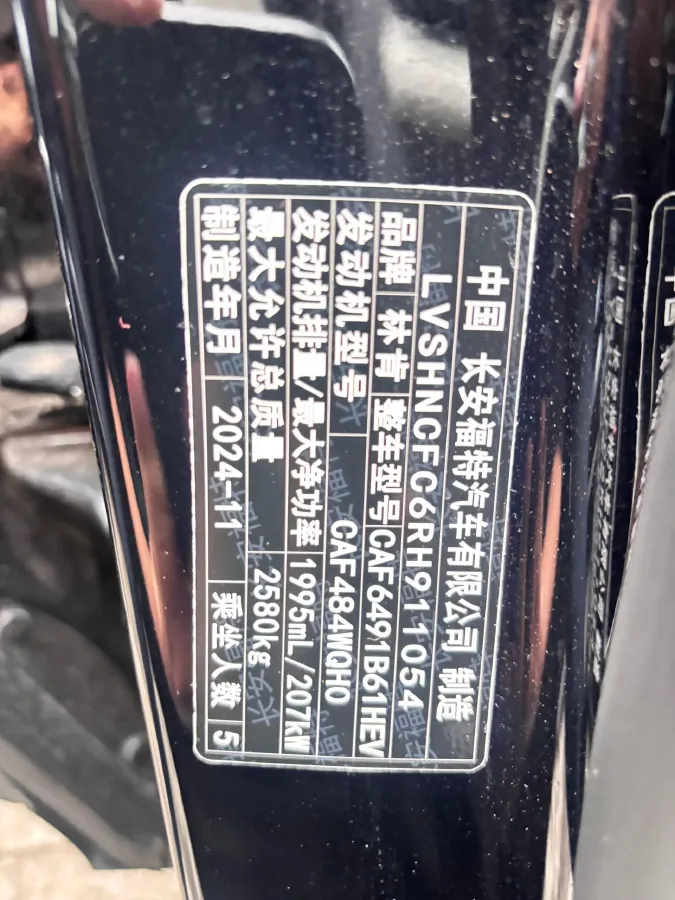 中国 长安福特汽车有限公司 制造
LVSHNCFC6RH911054
品牌 林肯 整车型号 CAF6491B61HEV
发动机型号 CAF484WQH0
发动机排量/最大净功率 1995mL/207kW
最大允许总质量 2580kg
制造年月 2024-11 乘坐人数 5